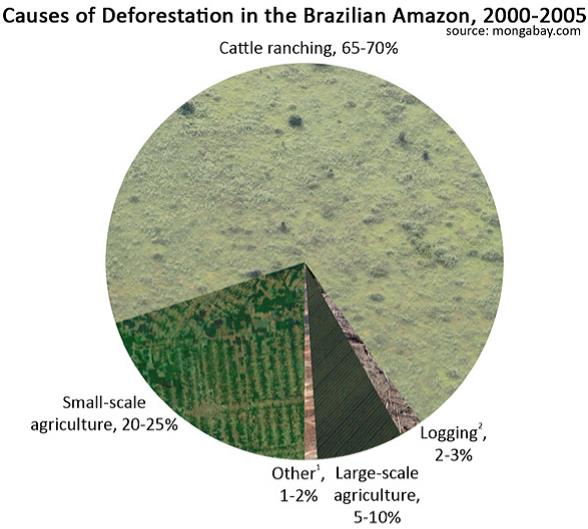 Causes of Deforestation in the Brazilian Amazon, 2000-2005
source: mongabay.com
Cattle ranching, 65-70%
Small-scale
agriculture, 20-25%
Other¹,
1-2%
Large-scale
agriculture,
5-10%
Logging²,
2-3%